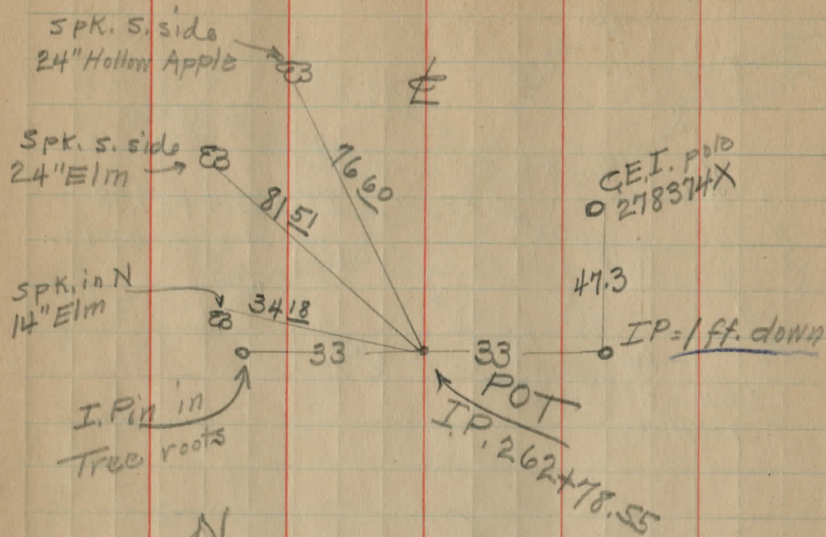 Spk. S. side
24" Hollow Apple
℄
Spk. S. side
24" Elm
76 60
C.E.I. pole
278374X
81 51
47.3
Spk. in N
14" Elm
34 18
33
33
IP = 1 ft. down
I. Pin in
Tree roots
POT
I.P. 262+78.55
N